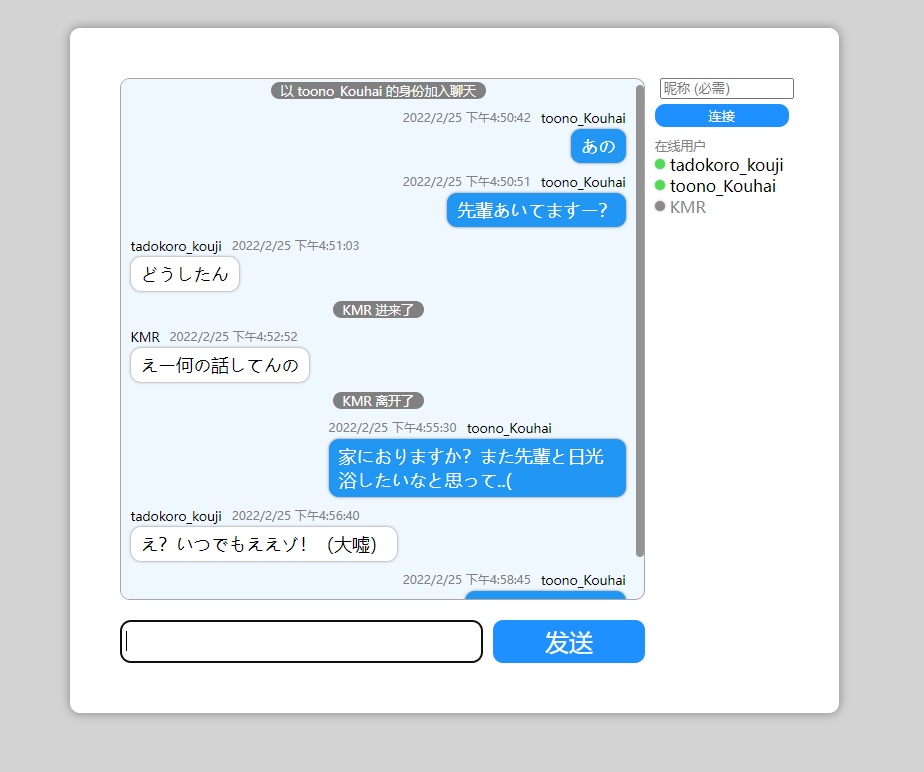 以 toono_Kouhai 的身份加入聊天
2022/2/25 下午4:50:42 toono_Kouhai
あの
2022/2/25 下午4:50:51 toono_Kouhai
先輩あいてますー？
tadokoro_kouji 2022/2/25 下午4:51:03
どうしたん
KMR 进来了
KMR 2022/2/25 下午4:52:52
えー何の話してんの
KMR 离开了
2022/2/25 下午4:55:30 toono_Kouhai
家におりますか？また先輩と日光
浴したいなと思って..(
tadokoro_kouji 2022/2/25 下午4:56:40
え？いつでもええゾ！（大嘘）
2022/2/25 下午4:58:45 toono_Kouhai
发送
昵称 (必需)
连接
在线用户
tadokoro_kouji
toono_Kouhai
KMR